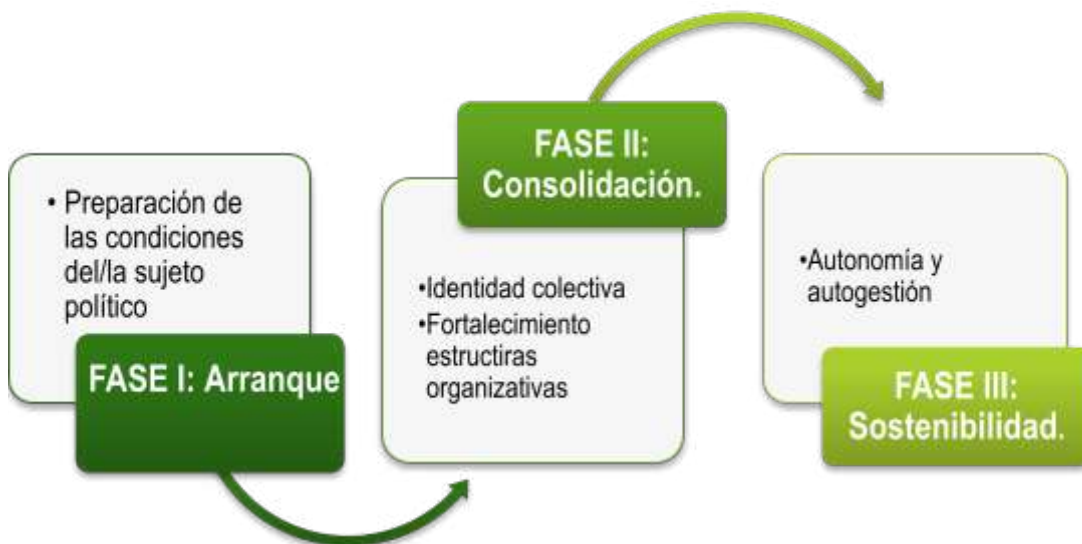 • Preparación de
las condiciones
del/la sujeto
político
FASE I: Arranque
FASE II:
Consolidación.
•Identidad colectiva
•Fortalecimiento
estructiras
organizativas
•Autonomía y
autogestión
FASE III:
Sostenibilidad.